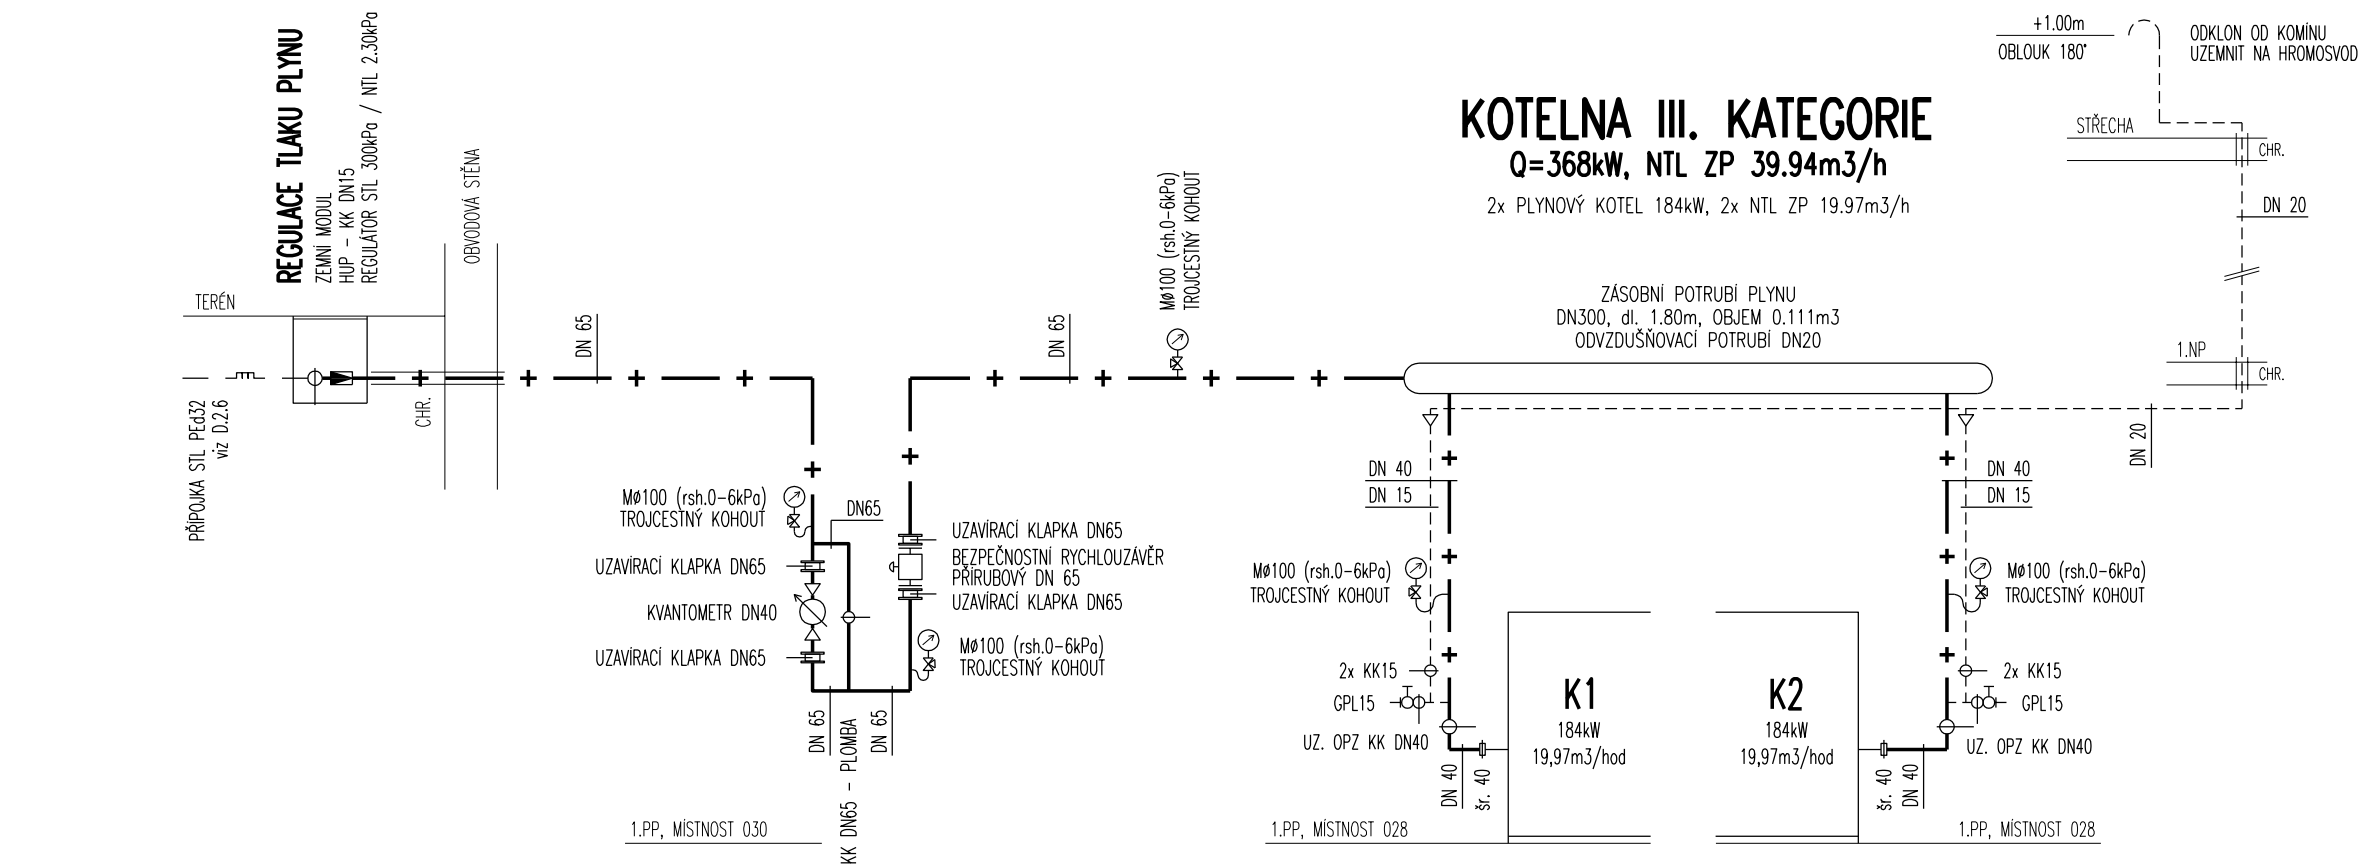 REGULACE TLAKU PLYNU
ZEMNÍ MODUL
HUP - KK DN15
REGULÁTOR STL 300kPa / NTL 2.30kPa
OBVODOVÁ STĚNA
TERÉN
PŘÍPOJKA STL PEd32
viz D.2.6
CHR.
DN 65
DN 65
Mø100 (rsh.0-6kPa)
TROJCESTNÝ KOHOUT
KOTELNA III. KATEGORIE
Q=368kW, NTL ZP 39.94m3/h
2x PLYNOVÝ KOTEL 184kW, 2x NTL ZP 19.97m3/h
ZÁSOBNÍ POTRUBÍ PLYNU
DN300, dl. 1.80m, OBJEM 0.111m3
ODVZDUŠŇOVACÍ POTRUBÍ DN20
+1.00m
OBLOUK 180°
ODKLON OD KOMÍNU
UZEMNIT NA HROMOSVOD
STŘECHA
CHR.
DN 20
1.NP
CHR.
DN 20
Mø100 (rsh.0-6kPa)
TROJCESTNÝ KOHOUT
DN65
UZAVÍRACÍ KLAPKA DN65
KVANTOMETR DN40
UZAVÍRACÍ KLAPKA DN65
UZAVÍRACÍ KLAPKA DN65
BEZPEČNOSTNÍ RYCHLOUZÁVĚR
PŘÍRUBOVÝ DN 65
UZAVÍRACÍ KLAPKA DN65
Mø100 (rsh.0-6kPa)
TROJCESTNÝ KOHOUT
DN 65
KK DN65 - PLOMBA
DN 65
1.PP, MÍSTNOST 030
DN 40
DN 15
Mø100 (rsh.0-6kPa)
TROJCESTNÝ KOHOUT
2x KK15
GPL15
UZ. OPZ KK DN40
DN 40
šr. 40
K1
184kW
19,97m3/hod
1.PP, MÍSTNOST 028
K2
184kW
19,97m3/hod
DN 40
DN 15
Mø100 (rsh.0-6kPa)
TROJCESTNÝ KOHOUT
2x KK15
GPL15
UZ. OPZ KK DN40
šr. 40
DN 40
1.PP, MÍSTNOST 028